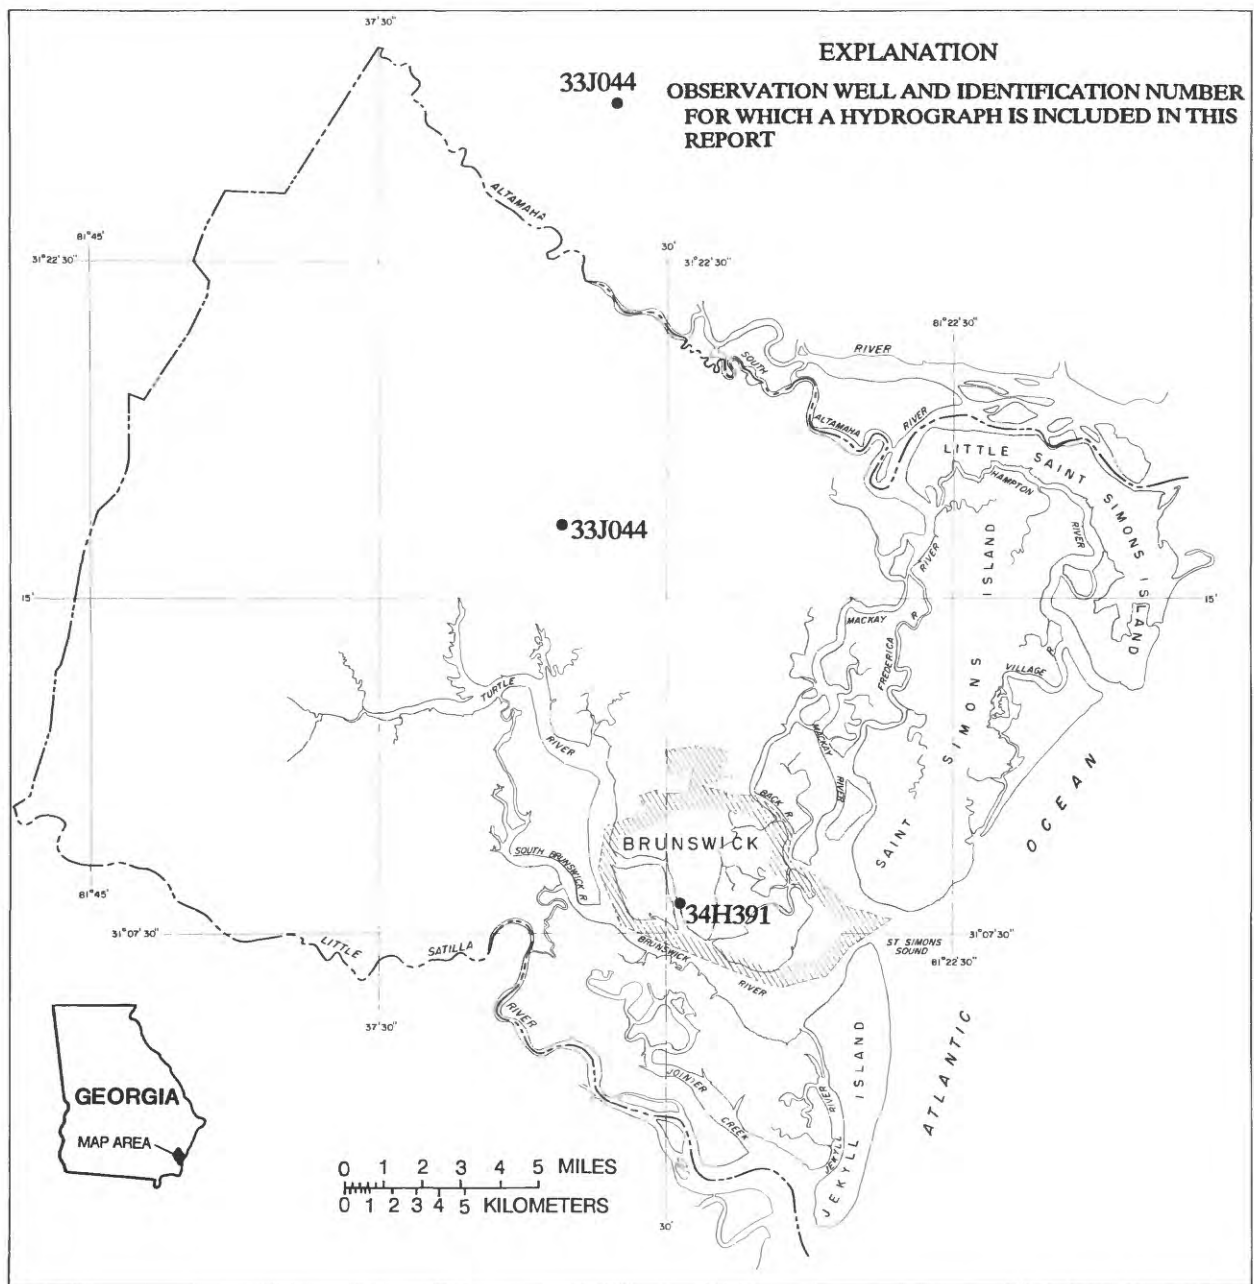 37'30"
EXPLANATION
33J044
OBSERVATION WELL AND IDENTIFICATION NUMBER
FOR WHICH A HYDROGRAPH IS INCLUDED IN THIS
REPORT
ALTAMAHA
81°45'
31°22'30"
30'
31°22'30"
81°22'30"
SOUTH
RIVER
ALTAMAHA
RIVER
LITTLE SAINT SIMONS ISLAND
HAMPTON
RIVER
33J044
ISLAND
RIVER
15'
15'
MACKAY
FREDERICA
R
VILLAGE
R.
TURTLE
RIVER
SIMONS
MACKAY
RIVER
BACK R.
SAINT
OCEAN
BRUNSWICK
SOUTH BRUNSWICK R
81°45'
34H391
31°07'30"
LITTLE
SATILLA
BRUNSWICK
RIVER
ST SIMONS
SOUND
31°07'30"
81°22'30"
RIVER
37'30"
ATLANTIC
ISLAND
JEKYLL
JOINTER
CREEK
RIVER
JEKYLL
GEORGIA
MAP AREA
0 1 2 3 4 5 MILES
0 1 2 3 4 5 KILOMETERS
30'